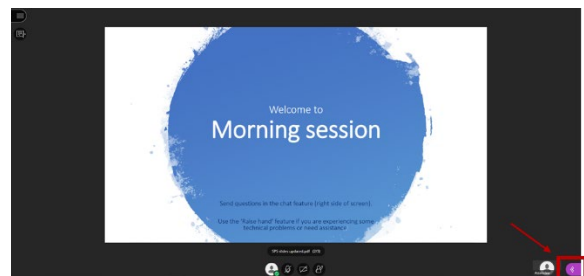 Welcome to
Morning session
Send questions in the chat feature (right side of screen).
Use the 'Raise hand' feature if you are experiencing some
technical problems or need assistance